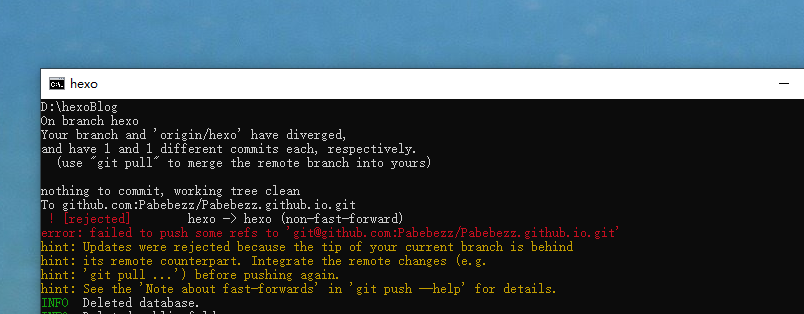 hexo
D:\hexoBlog
On branch hexo
Your branch and 'origin/hexo' have diverged,
and have 1 and 1 different commits each, respectively.
  (use "git pull" to merge the remote branch into yours)
nothing to commit, working tree clean
To github.com:Pabebezz/Pabebezz.github.io.git
 ! [rejected]        hexo -> hexo (non-fast-forward)
error: failed to push some refs to 'git@github.com:Pabebezz/Pabebezz.github.io.git'
hint: Updates were rejected because the tip of your current branch is behind
hint: its remote counterpart. Integrate the remote changes (e.g.
hint: 'git pull ...') before pushing again.
hint: See the 'Note about fast-forwards' in 'git push --help' for details.
INFO  Deleted database.